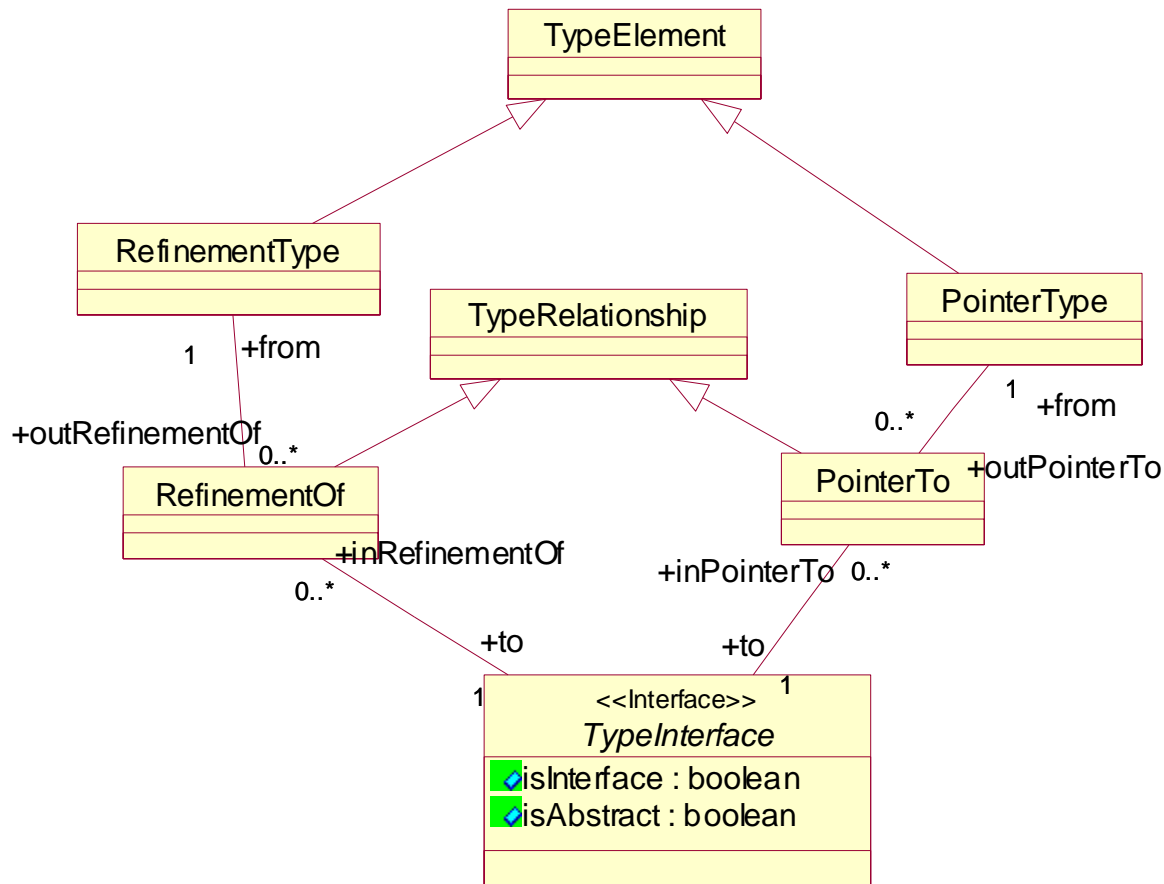 TypeElement
RefinementType
PointerType
TypeRelationship
1
+from
1
+from
0..*
+outRefinementOf
0..*
+outPointerTo
RefinementOf
PointerTo
+inRefinementOf
0..*
+inPointerTo
0..*
+to
+to
1
1
<<Interface>>
TypeInterface
isInterface : boolean
isAbstract : boolean